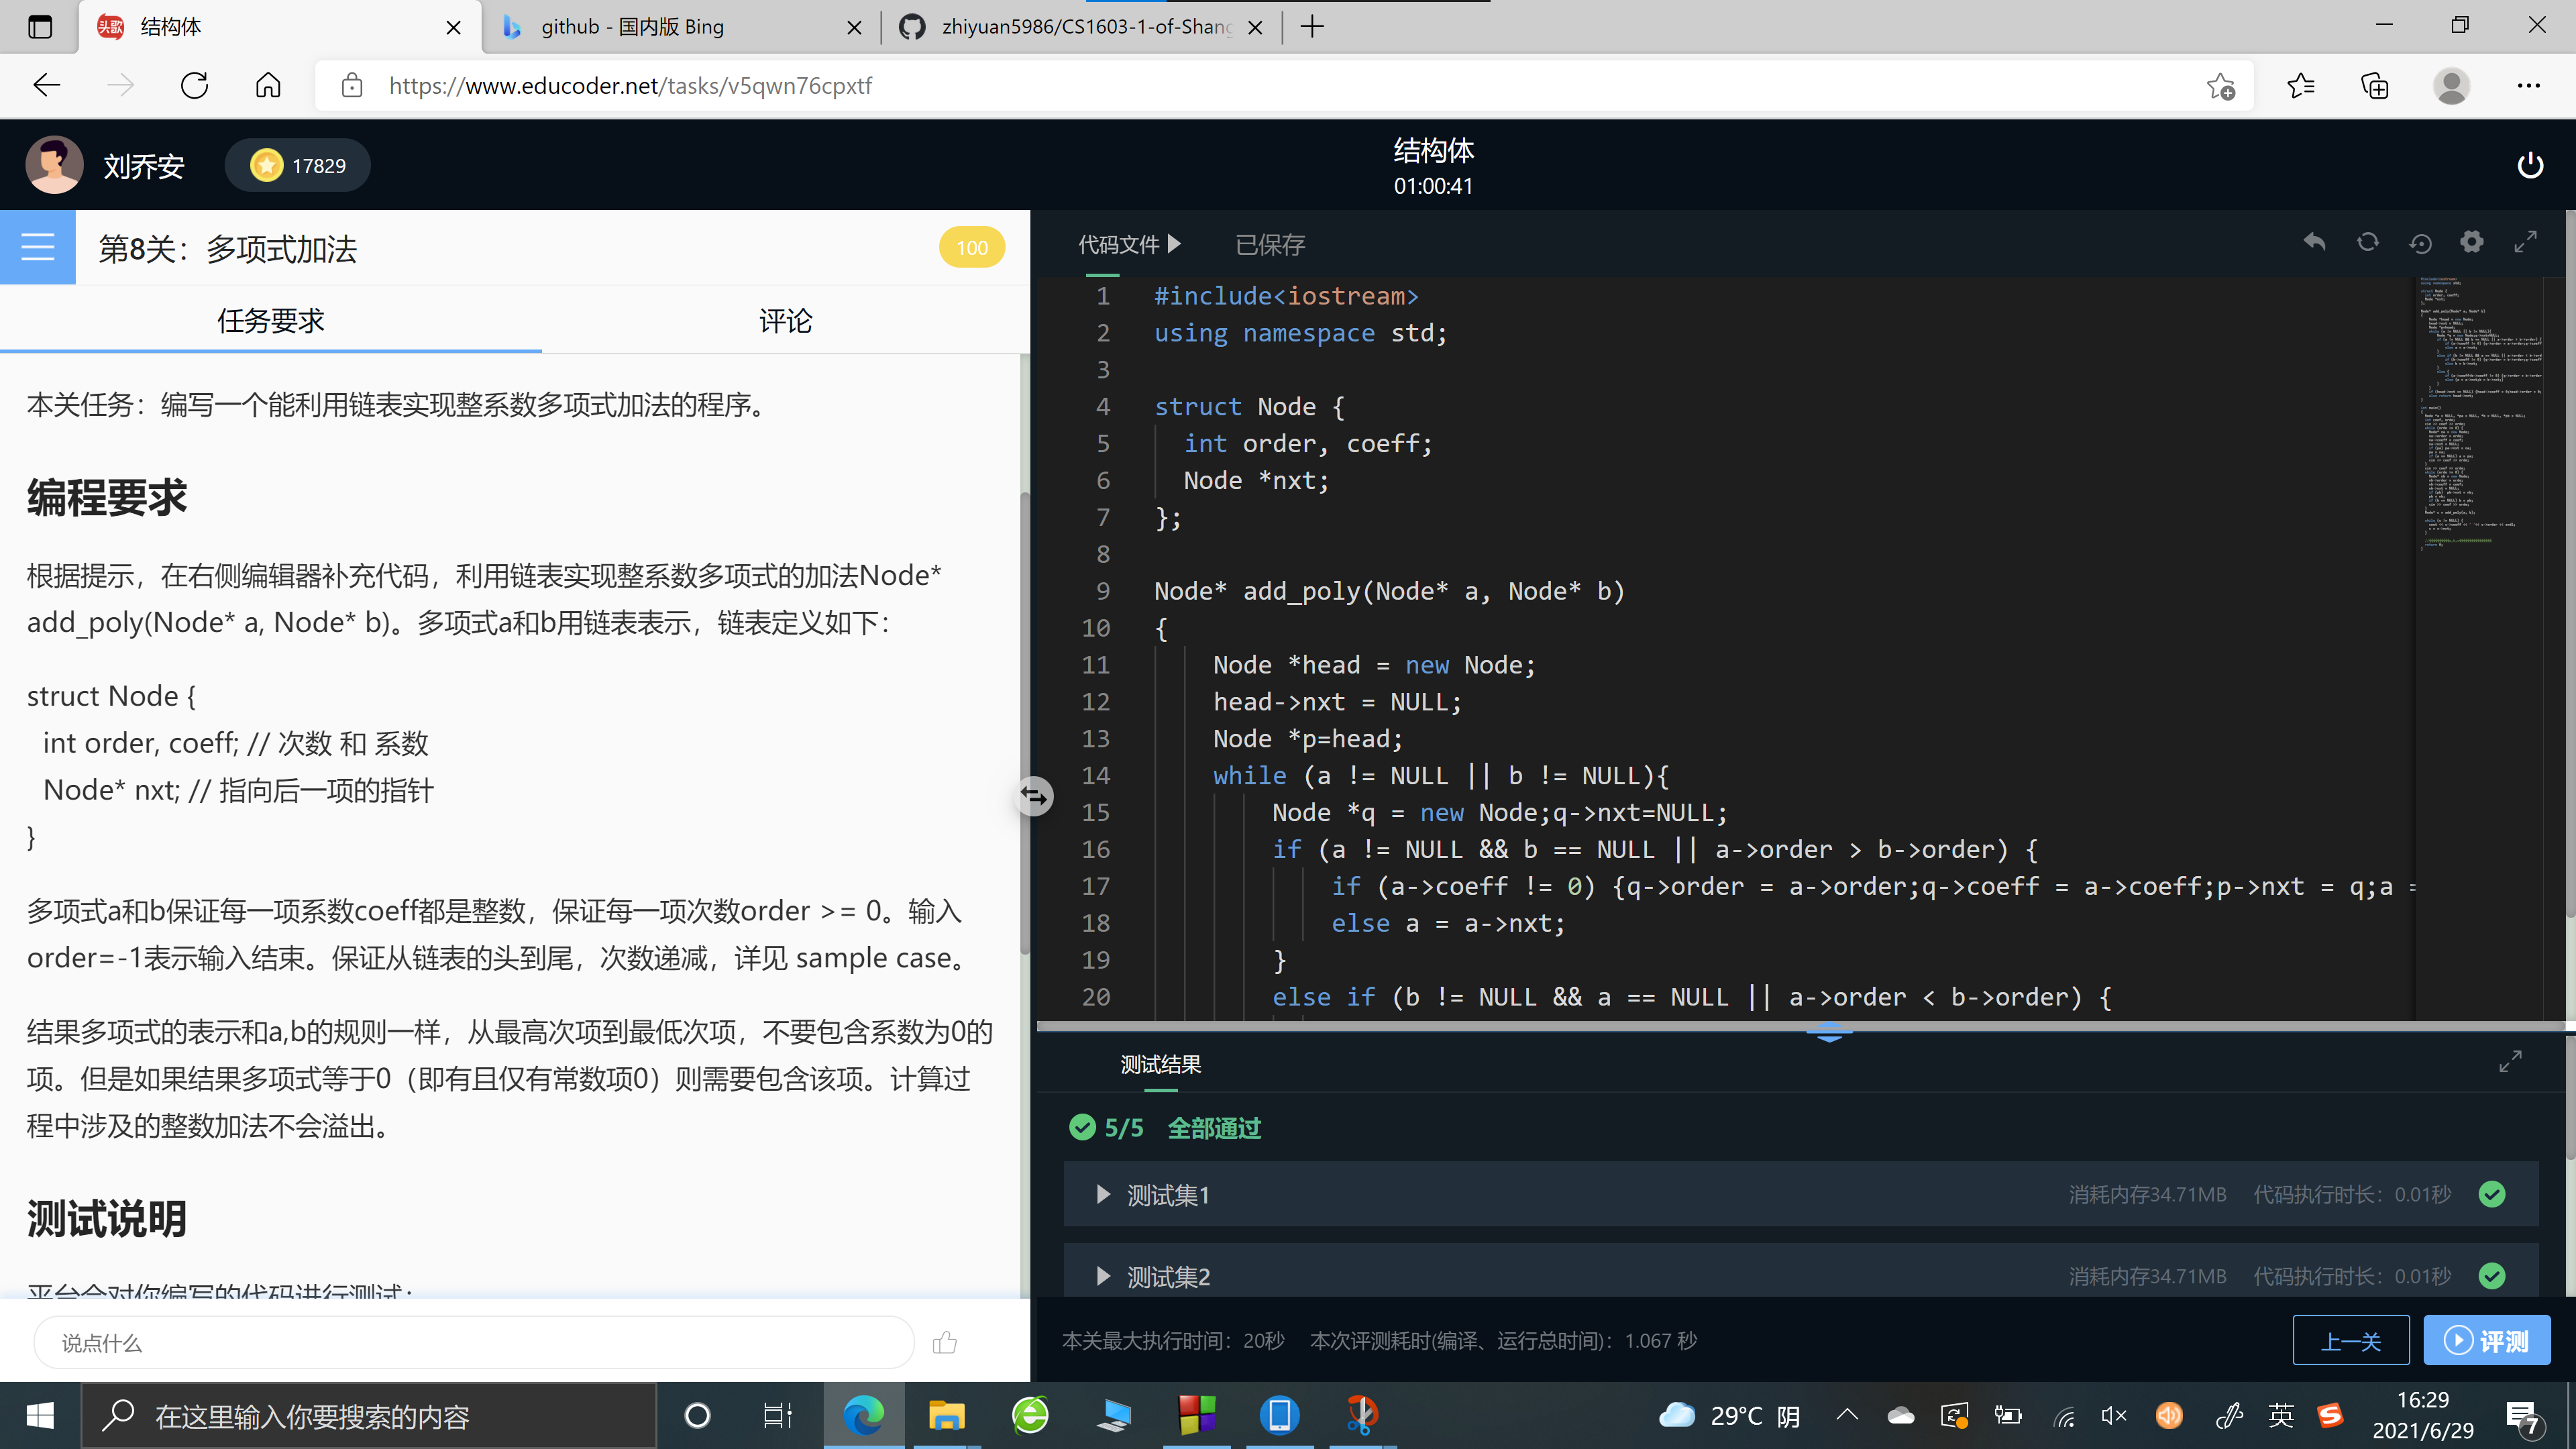 结构体
github - 国内版 Bing
zhiyuan5986/CS1603-1-of-Shang
https://www.educoder.net/tasks/v5qwn76cpxtf
刘乔安
17829
结构体
01:00:41
第8关：多项式加法
100
任务要求
评论
本关任务：编写一个能利用链表实现整系数多项式加法的程序。
编程要求
根据提示，在右侧编辑器补充代码，利用链表实现整系数多项式的加法Node*
add_poly(Node* a, Node* b)。多项式a和b用链表表示，链表定义如下：
struct Node {
int order, coeff; // 次数 和 系数
Node* nxt; // 指向后一项的指针
}
多项式a和b保证每一项系数coeff都是整数，保证每一项次数order >= 0。输入
order=-1表示输入结束。保证从链表的头到尾，次数递减，详见 sample case。
结果多项式的表示和a,b的规则一样，从最高次项到最低次项，不要包含系数为0的
项。但是如果结果多项式等于0（即有且仅有常数项0）则需要包含该项。计算过
程中涉及的整数加法不会溢出。
测试说明
平台会对你编写的代码进行测试：
说点什么
代码文件
已保存
1 #include<iostream>
2 using namespace std;
3
4 struct Node {
5 int order, coeff;
6 Node *nxt;
7 };
8
9 Node* add_poly(Node* a, Node* b)
10 {
11 Node *head = new Node;
12 head->nxt = NULL;
13 Node *p=head;
14 while (a != NULL || b != NULL){
15 Node *q = new Node;q->nxt=NULL;
16 if (a != NULL && b == NULL || a->order > b->order) {
17 if (a->coeff != 0) {q->order = a->order;q->coeff = a->coeff;p->nxt = q;a =
18 else a = a->nxt;
19 }
20 else if (b != NULL && a == NULL || a->order < b->order) {
测试结果
5/5 全部通过
测试集1
消耗内存34.71MB 代码执行时长：0.01秒
测试集2
消耗内存34.71MB 代码执行时长：0.01秒
本关最大执行时间：20秒 本次评测耗时(编译、运行总时间)：1.067 秒
上一关
评测
在这里输入你要搜索的内容
29°C 阴
英
16:29
2021/6/29
7